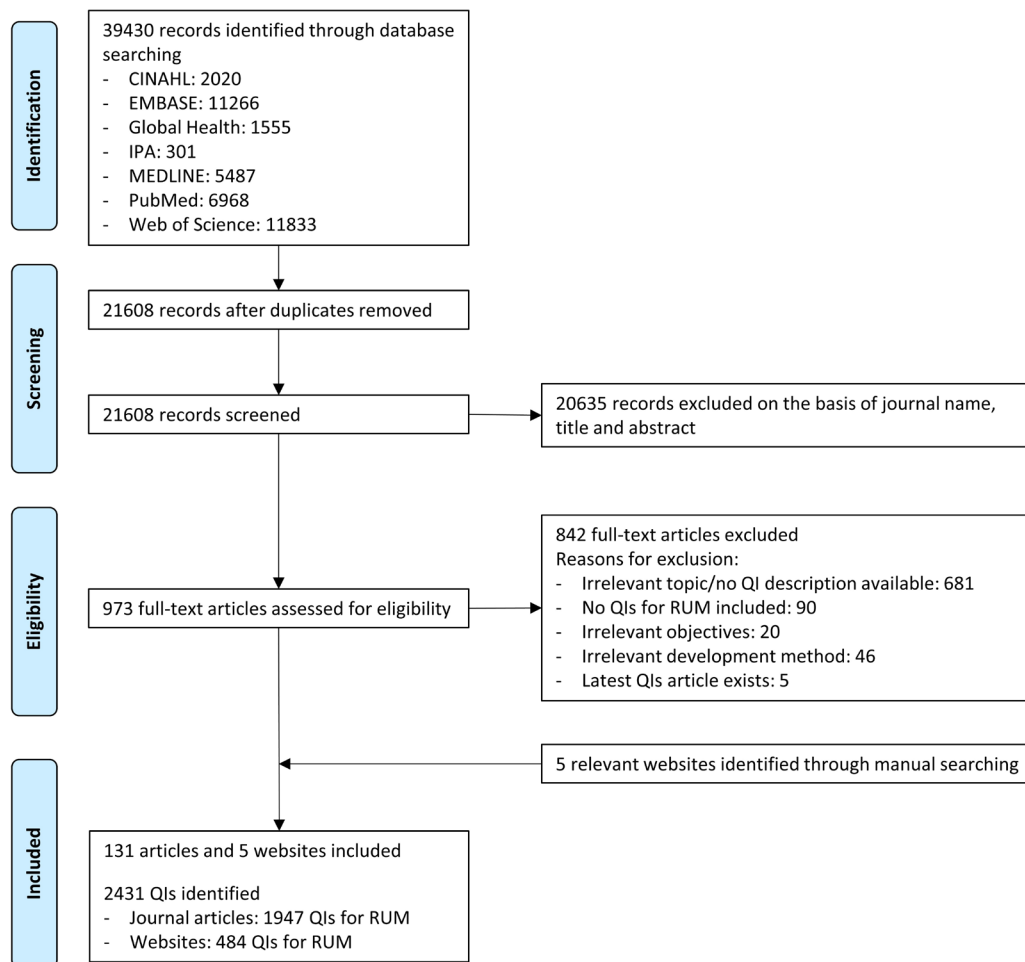 Identification
39430 records identified through database
searching
- CINAHL: 2020
- EMBASE: 11266
- Global Health: 1555
- IPA: 301
- MEDLINE: 5487
- PubMed: 6968
- Web of Science: 11833
Screening
21608 records after duplicates removed
21608 records screened
20635 records excluded on the basis of journal name,
title and abstract
Eligibility
973 full-text articles assessed for eligibility
842 full-text articles excluded
Reasons for exclusion:
- Irrelevant topic/no QI description available: 681
- No QIs for RUM included: 90
- Irrelevant objectives: 20
- Irrelevant development method: 46
- Latest QIs article exists: 5
5 relevant websites identified through manual searching
Included
131 articles and 5 websites included
2431 QIs identified
- Journal articles: 1947 QIs for RUM
- Websites: 484 QIs for RUM